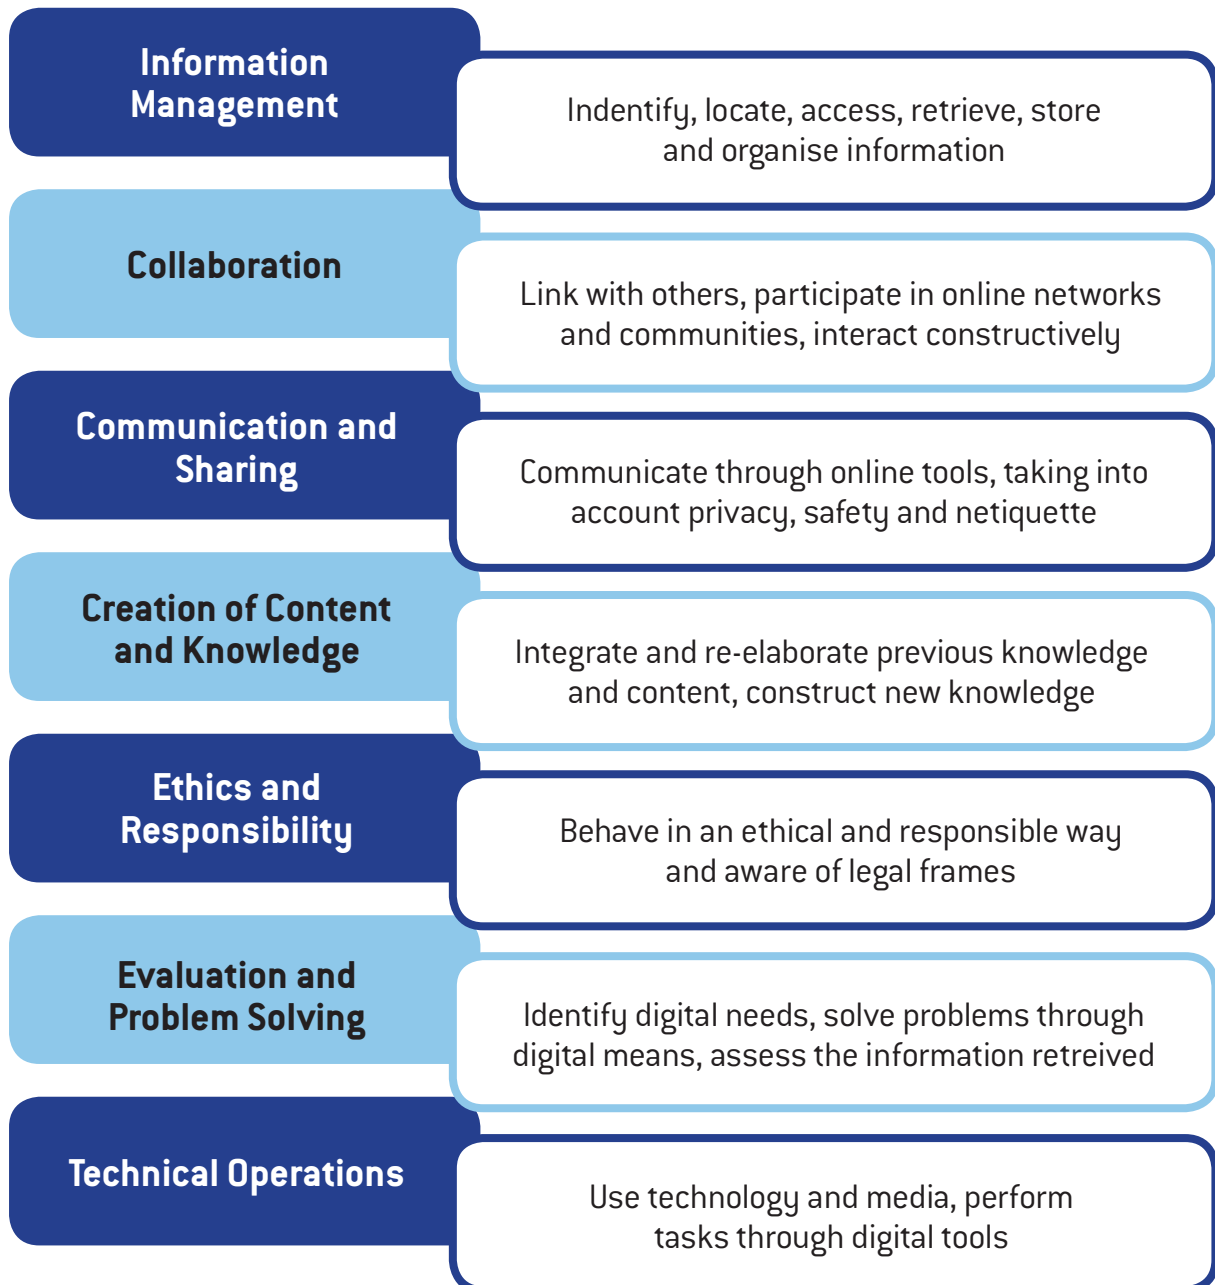 Information
Management
Indentify, locate, access, retrieve, store
and organise information
Collaboration
Link with others, participate in online networks
and communities, interact constructively
Communication and
Sharing
Communicate through online tools, taking into
account privacy, safety and netiquette
Creation of Content
and Knowledge
Integrate and re-elaborate previous knowledge
and content, construct new knowledge
Ethics and
Responsibility
Behave in an ethical and responsible way
and aware of legal frames
Evaluation and
Problem Solving
Identify digital needs, solve problems through
digital means, assess the information retreived
Technical Operations
Use technology and media, perform
tasks through digital tools